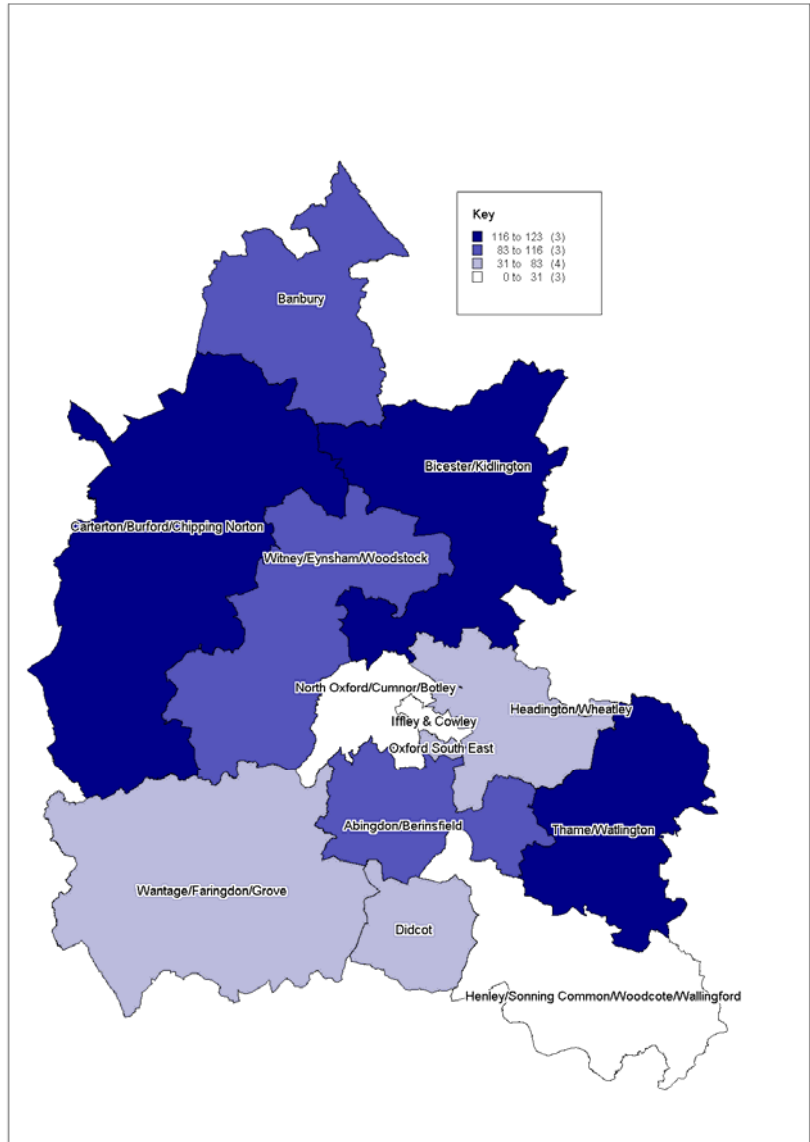 Key
116 to 123 (3)
83 to 116 (3)
31 to 83 (4)
0 to 31 (3)
Banbury
Bicester/Kidlington
Carterton/Burford/Chipping Norton
Witney/Eynsham/Woodstock
North Oxford/Cumnor/Botley
Headington/Wheatley
Iffley & Cowley
Oxford South East
Abingdon/Berinsfield
Thame/Watlington
Wantage/Faringdon/Grove
Didcot
Henley/Sonning Common/Woodcote/Wallingford